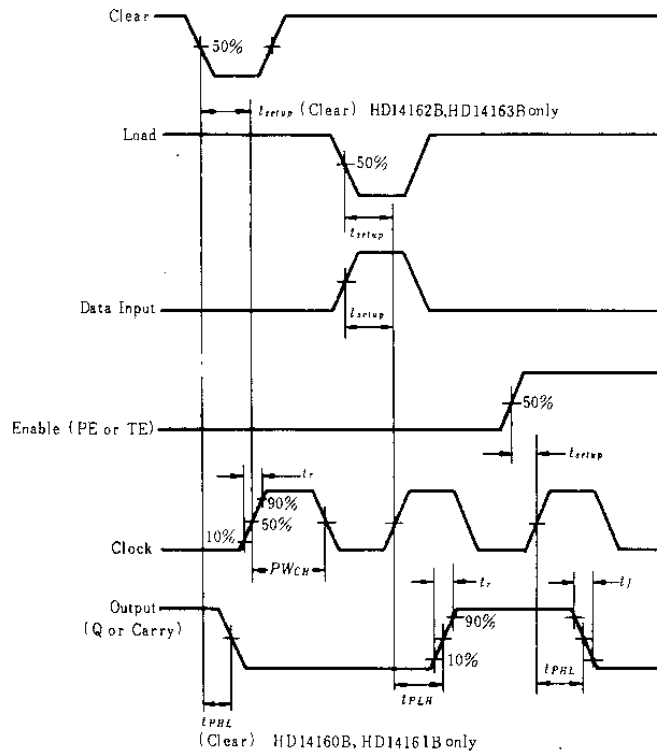 Clear
50%
tsetup (Clear) HD14162B, HD14163B only
Load
50%
tsetup
Data Input
tsetup
50%
Enable (PE or TE)
tsetup
tr
90%
50%
10%
Clock
PWCH
Output
(Q or Carry)
tr
tf
90%
10%
tPHL
tPLH
tPHL
(Clear) HD14160B, HD14161B only